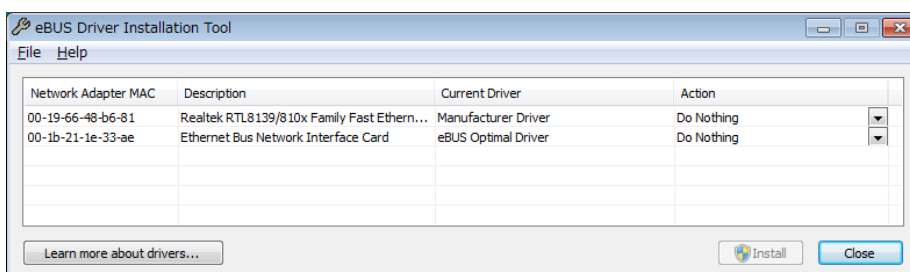 eBUS Driver Installation Tool
File Help
Network Adapter MAC Description Current Driver Action
00-19-66-48-b6-81 Realtek RTL8139/810x Family Fast Ethern... Manufacturer Driver Do Nothing
00-1b-21-1e-33-ae Ethernet Bus Network Interface Card eBUS Optimal Driver Do Nothing
Learn more about drivers... Install Close